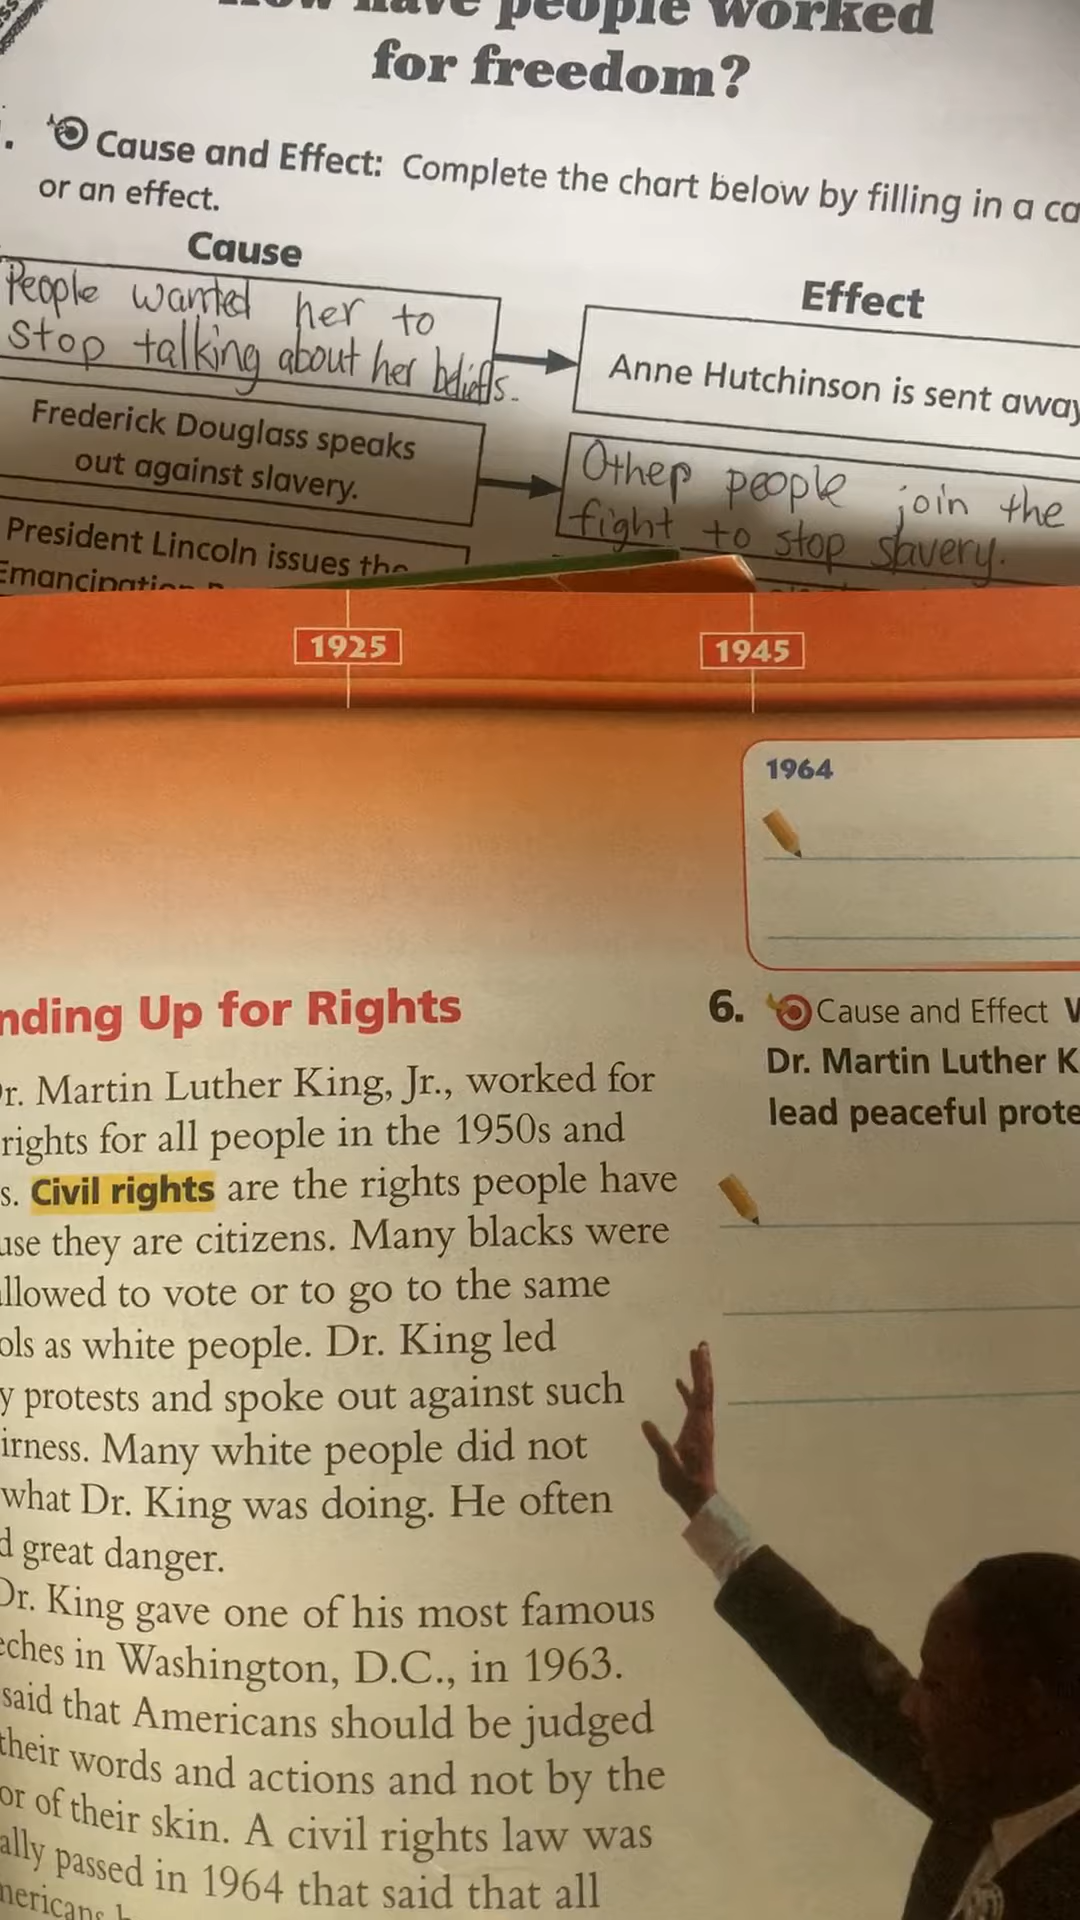 have people worked
for freedom?
Cause and Effect: Complete the chart below by filling in a
or an effect.
Cause
Effect
People wanted her to
stop talking about her beliefs.
Anne Hutchinson is sent away
Frederick Douglass speaks
out against slavery.
Other people join the
fight to stop slavery.
President Lincoln issues the
1925
1945
1964
nding Up for Rights
r. Martin Luther King, Jr., worked for
rights for all people in the 1950s and
s. Civil rights are the rights people have
use they are citizens. Many blacks were
llowed to vote or to go to the same
ols as white people. Dr. King led
y protests and spoke out against such
irness. Many white people did not
what Dr. King was doing. He often
d great danger.
Dr. King gave one of his most famous
eches in Washington, D.C., in 1963.
said that Americans should be judged
their words and actions and not by the
or of their skin. A civil rights law was
ally passed in 1964 that said that all
6. Cause and Effect
Dr. Martin Luther K
lead peaceful prote